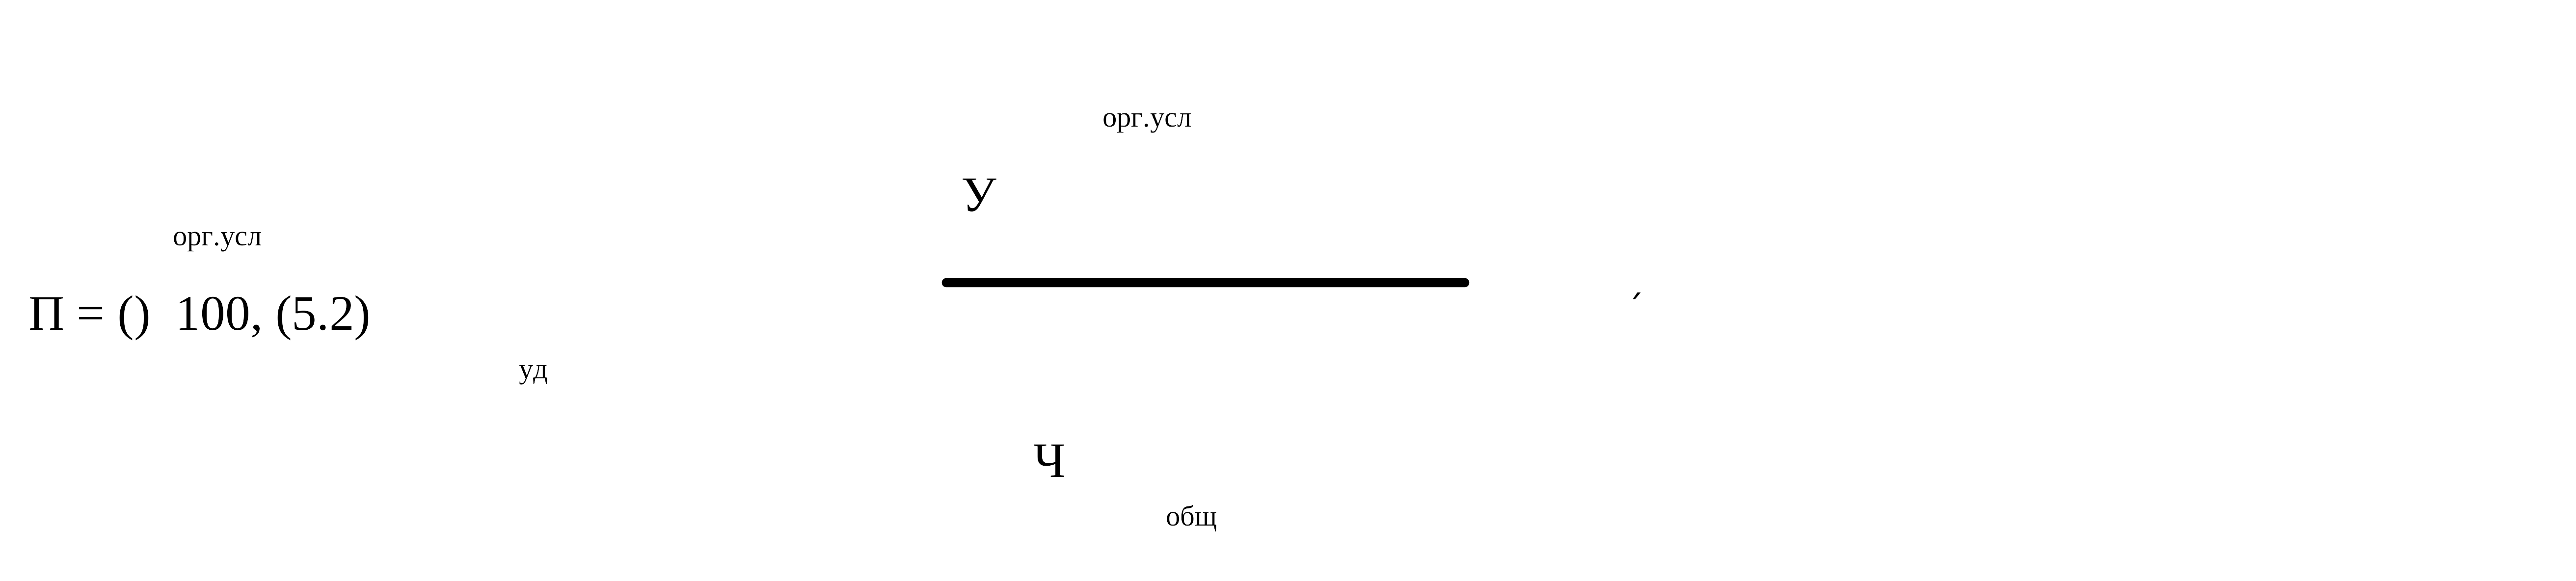 орг.усл
У
орг.усл
П = () 100, (5.2)
´
уд
Ч
общ